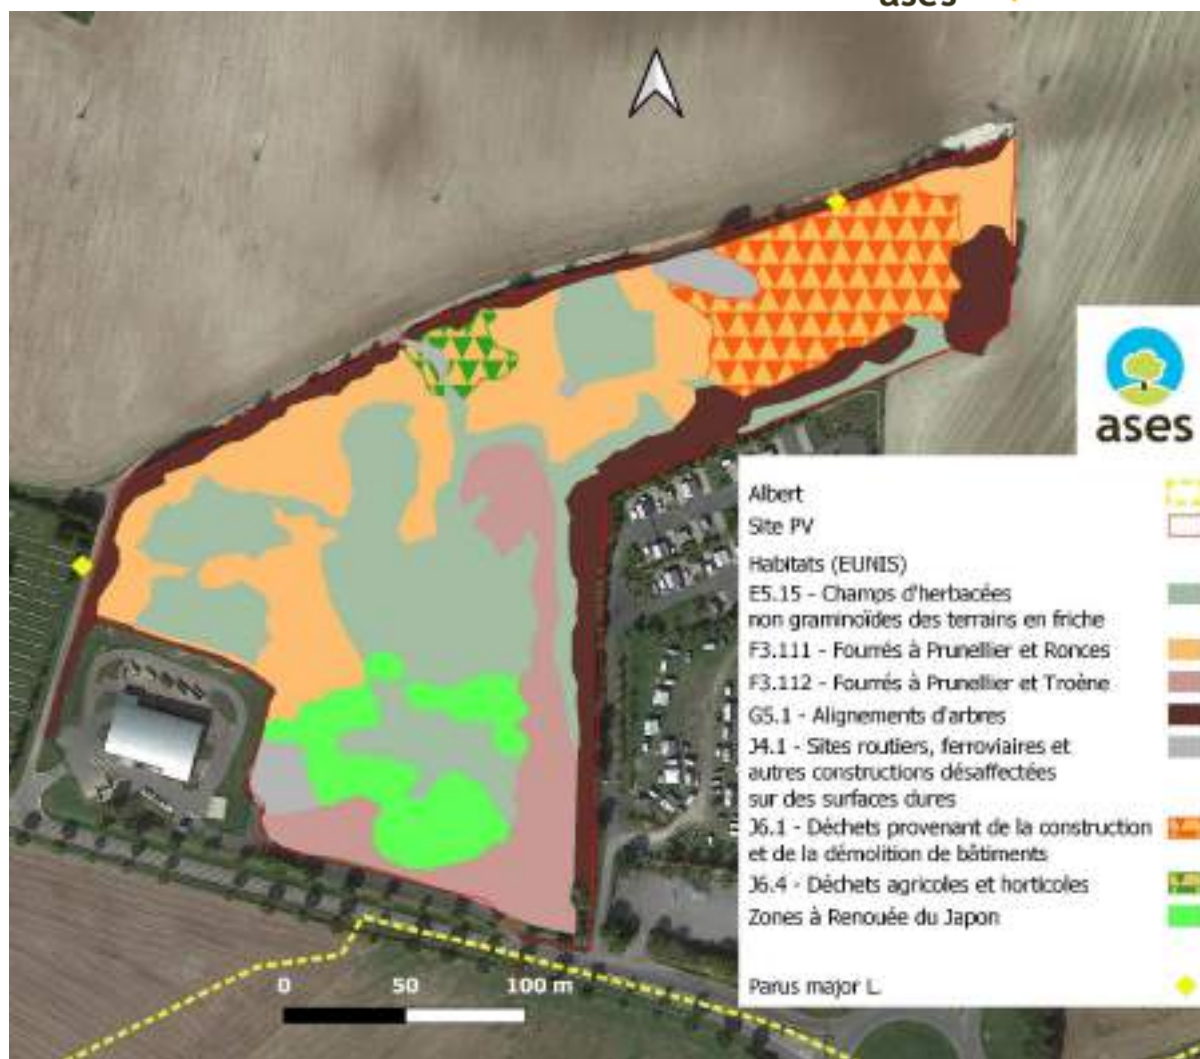 ases
ases
Albert
Site PV
Habitats (EUNIS)
E5.15 - Champs d'herbacées
non graminoïdes des terrains en friche
F3.111 - Fourrés à Prunellier et Ronces
F3.112 - Fourrés à Prunellier et Troène
G5.1 - Alignements d'arbres
J4.1 - Sites routiers, ferroviaires et
autres constructions désaffectées
sur des surfaces dures
J6.1 - Déchets provenant de la construction
et de la démolition de bâtiments
J6.4 - Déchets agricoles et horticoles
Zones à Renouée du Japon
Parus major L.
0 50 100 m